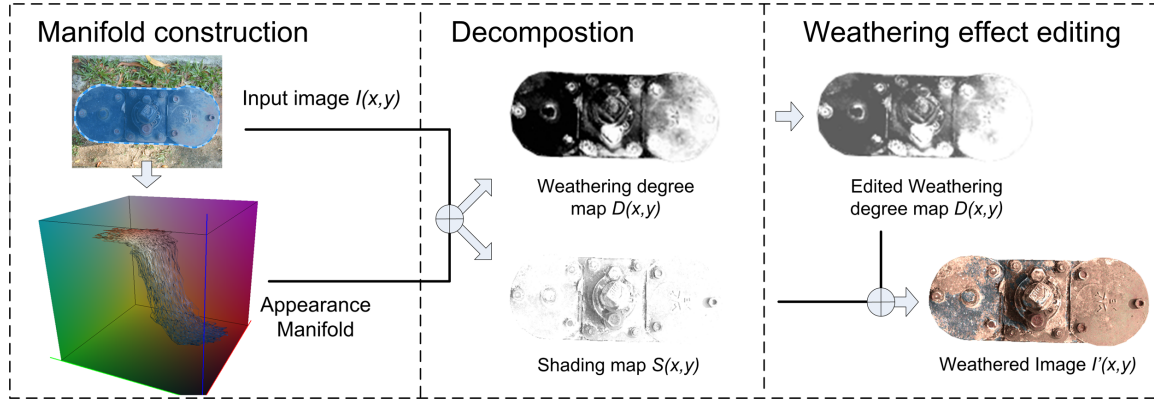 Manifold construction
Input image I(x,y)
Appearance
Manifold
Decompostion
Weathering degree
map D(x,y)
Shading map S(x,y)
Weathering effect editing
Edited Weathering
degree map D(x,y)
Weathered Image I'(x,y)